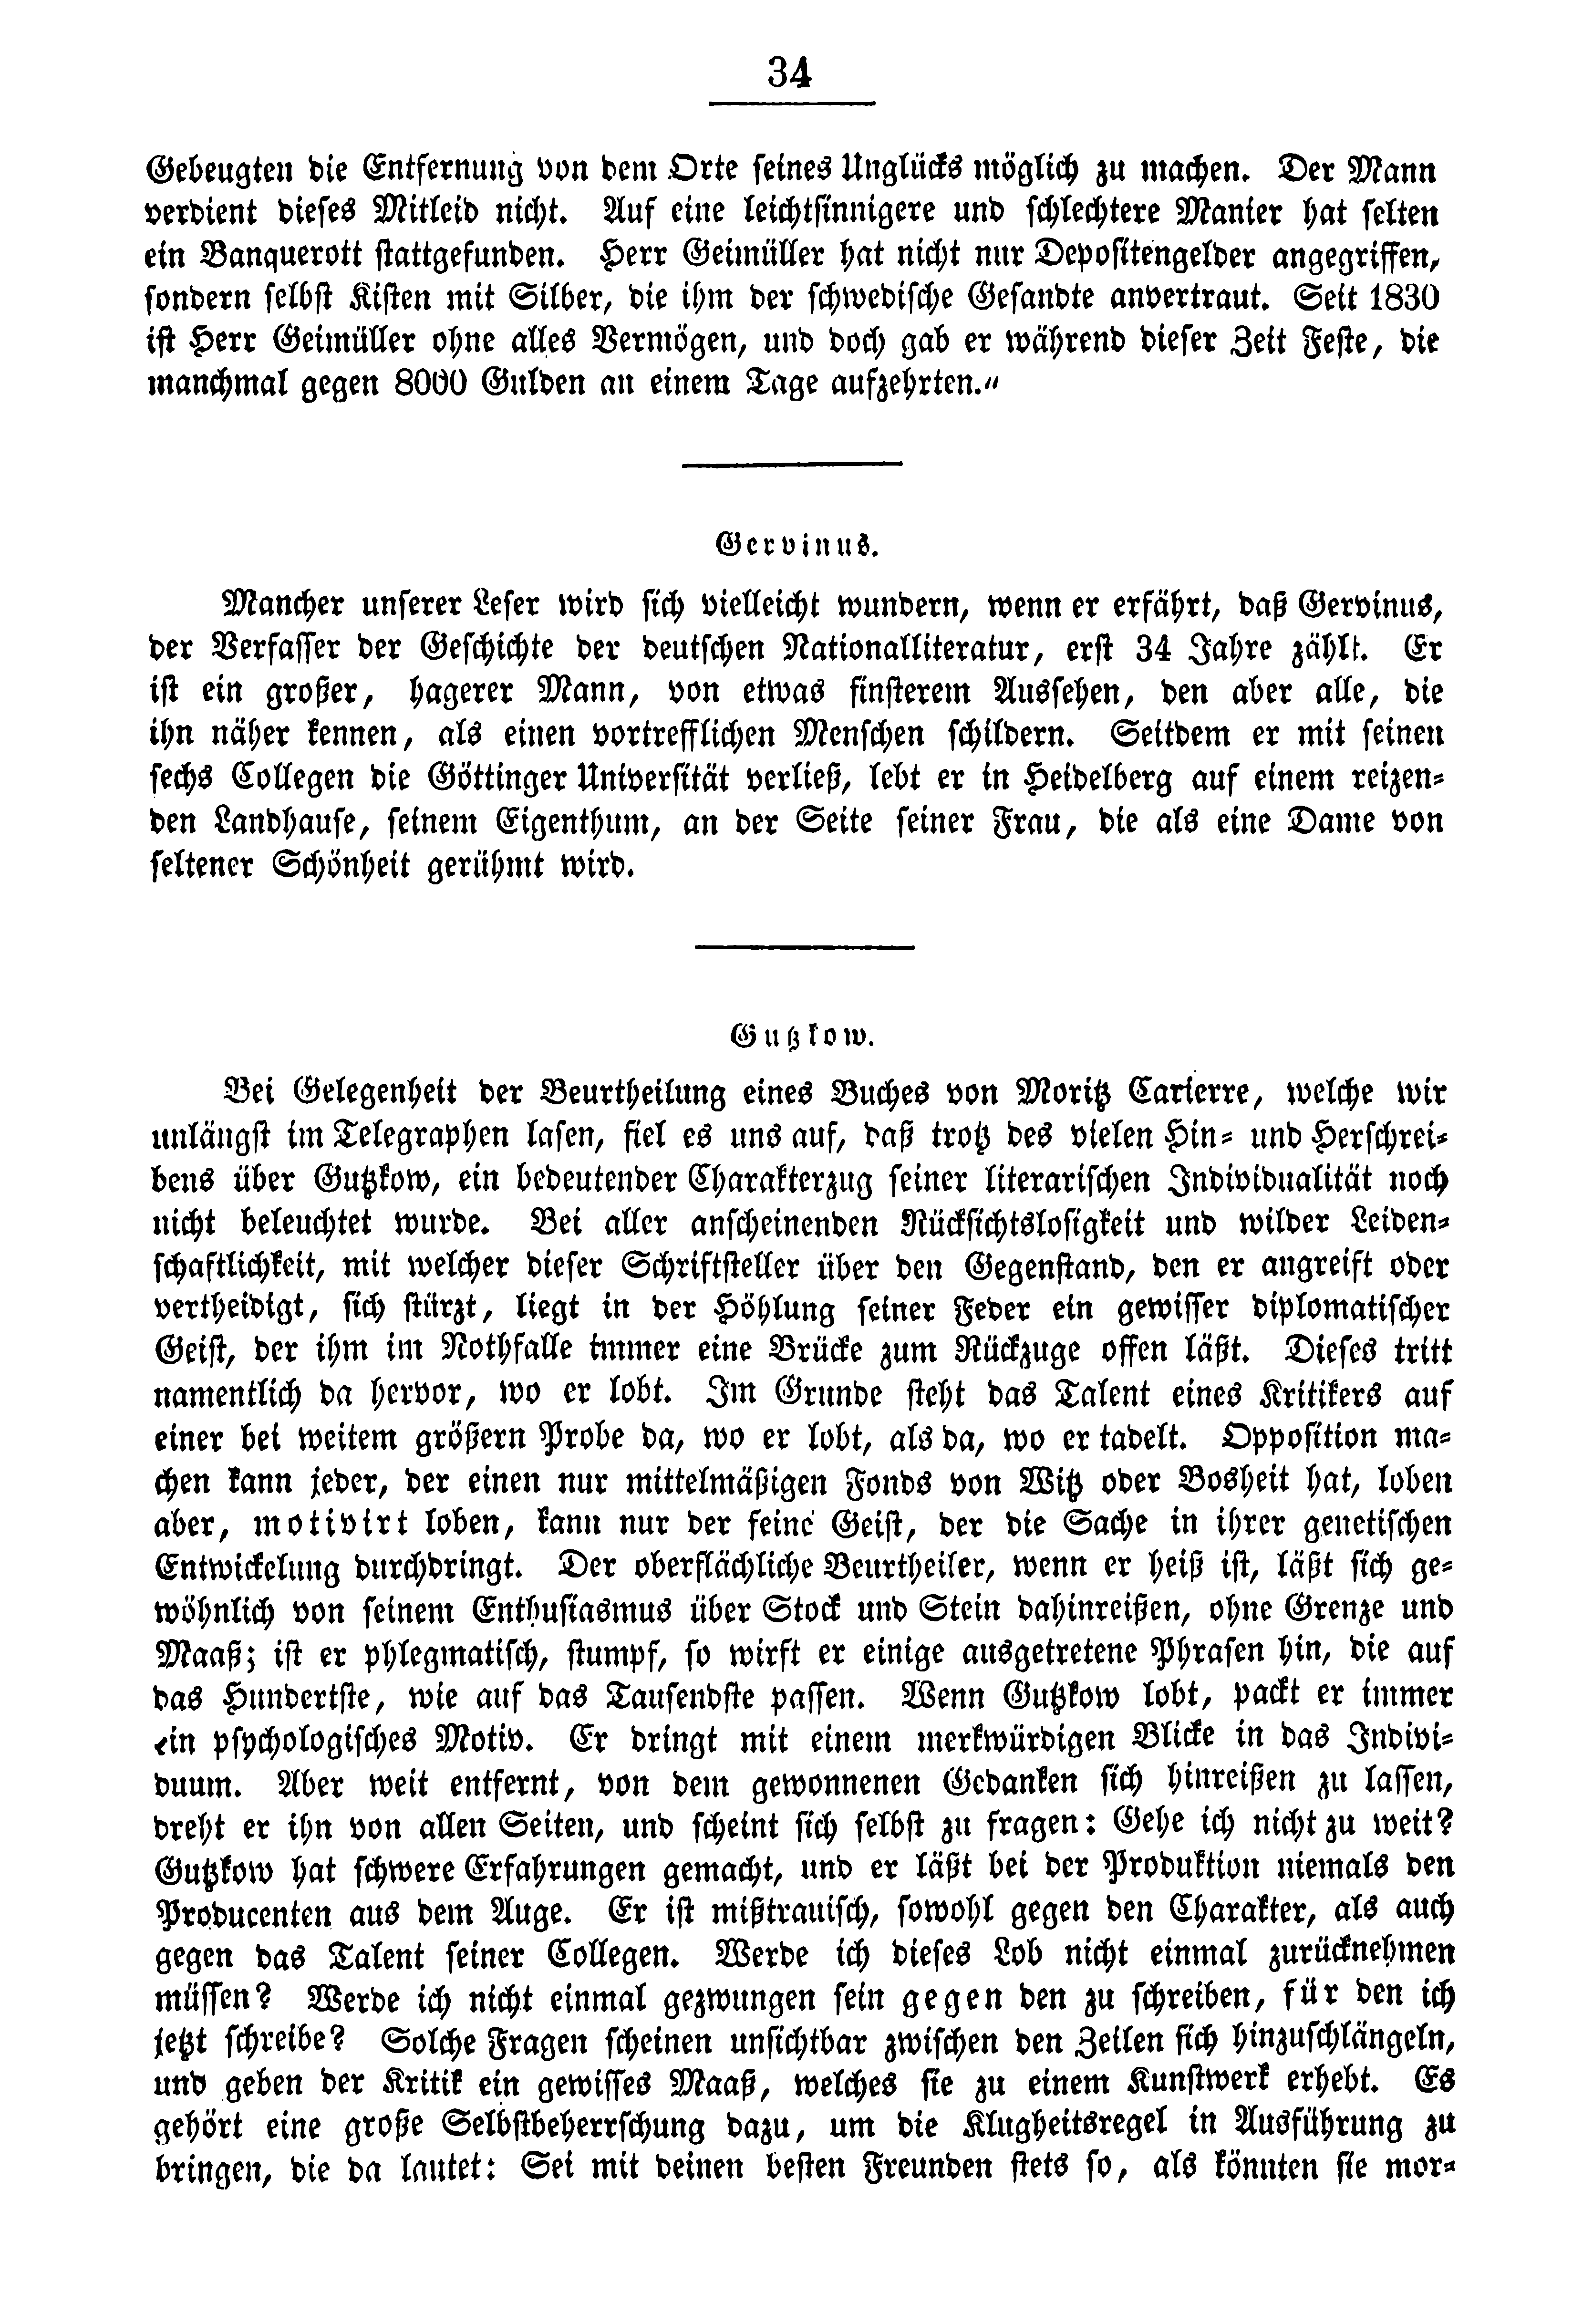 34
Gebeugten die Entfernung von dem Orte seines Unglücks möglich zu machen. Der Mann
verdient dieses Mitleid nicht. Auf eine leichtsinnigere und schlechtere Manier hat selten
ein Banquerott stattgefunden. Herr Geimüller hat nicht nur Depositengelder angegriffen,
sondern selbst Kisten mit Silber, die ihm der schwedische Gesandte anvertraut. Seit 1830
ist Herr Geimüller ohne alles Vermögen, und doch gab er während dieser Zeit Feste, die
manchmal gegen 8000 Gulden an einem Tage aufzehrten.“
Gervinus.
Mancher unserer Leser wird sich vielleicht wundern, wenn er erfährt, daß Gervinus,
der Verfasser der Geschichte der deutschen Nationalliteratur, erst 34 Jahre zählt. Er
ist ein großer, hagerer Mann, von etwas finsterem Aussehen, den aber alle, die
ihn näher kennen, als einen vortrefflichen Menschen schildern. Seitdem er mit seinen
sechs Collegen die Göttinger Universität verließ, lebt er in Heidelberg auf einem reizen-
den Landhause, seinem Eigenthum, an der Seite seiner Frau, die als eine Dame von
seltener Schönheit gerühmt wird.
Gutzkow.
Bei Gelegenheit der Beurtheilung eines Buches von Moritz Carierre, welche wir
unlängst im Telegraphen lasen, fiel es uns auf, daß trotz des vielen Hin- und Herschrei-
bens über Gutzkow, ein bedeutender Charakterzug seiner literarischen Individualität noch
nicht beleuchtet wurde. Bei aller anscheinenden Rücksichtslosigkeit und wilder Leiden-
schaftlichkeit, mit welcher dieser Schriftsteller über den Gegenstand, den er angreift oder
vertheidigt, sich stürzt, liegt in der Höhlung seiner Feder ein gewisser diplomatischer
Geist, der ihm im Nothfalle immer eine Brücke zum Rückzuge offen läßt. Dieses tritt
namentlich da hervor, wo er lobt. Im Grunde steht das Talent eines Kritikers auf
einer bei weitem größern Probe da, wo er lobt, als da, wo er tadelt. Opposition ma-
chen kann jeder, der einen nur mittelmäßigen Fonds von Witz oder Bosheit hat, loben
aber, motivirt loben, kann nur der feine Geist, der die Sache in ihrer genetischen
Entwickelung durchdringt. Der oberflächliche Beurtheiler, wenn er heiß ist, läßt sich ge-
wöhnlich von seinem Enthusiasmus über Stock und Stein dahinreißen, ohne Grenze und
Maaß; ist er phlegmatisch, stumpf, so wirft er einige ausgetretene Phrasen hin, die auf
das Hundertste, wie auf das Tausendste passen. Wenn Gutzkow lobt, packt er immer
ein psychologisches Motiv. Er dringt mit einem merkwürdigen Blicke in das Indivi-
duum. Aber weit entfernt, von dem gewonnenen Gedanken sich hinreißen zu lassen,
dreht er ihn von allen Seiten, und scheint sich selbst zu fragen: Gehe ich nicht zu weit?
Gutzkow hat schwere Erfahrungen gemacht, und er läßt bei der Produktion niemals den
Producenten aus dem Auge. Er ist mißtrauisch, sowohl gegen den Charakter, als auch
gegen das Talent seiner Collegen. Werde ich dieses Lob nicht einmal zurücknehmen
müssen? Werde ich nicht einmal gezwungen sein gegen den zu schreiben, für den ich
jetzt schreibe? Solche Fragen scheinen unsichtbar zwischen den Zeilen sich hinzuschlängeln,
und geben der Kritik ein gewisses Maaß, welches sie zu einem Kunstwerk erhebt. Es
gehört eine große Selbstbeherrschung dazu, um die Klugheitsregel in Ausführung zu
bringen, die da lautet: Sei mit deinen besten Freunden stets so, als könnten sie mor-